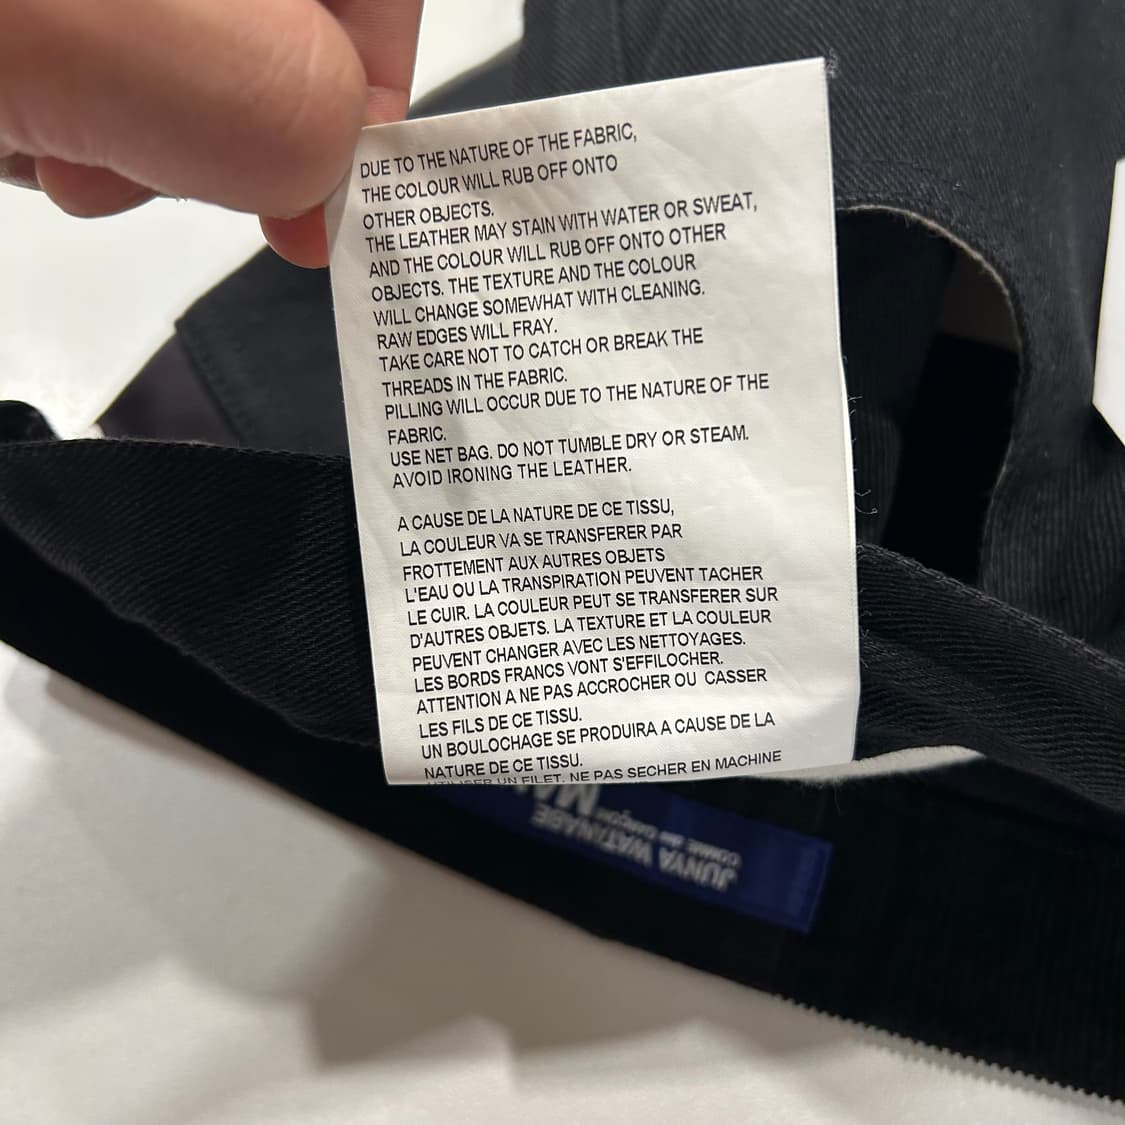 DUE TO THE NATURE OF THE FABRIC,
THE COLOUR WILL RUB OFF ONTO
OTHER OBJECTS.
THE LEATHER MAY STAIN WITH WATER OR SWEAT,
AND THE COLOUR WILL RUB OFF ONTO OTHER
OBJECTS. THE TEXTURE AND THE COLOUR
WILL CHANGE SOMEWHAT WITH CLEANING.
RAW EDGES WILL FRAY.
TAKE CARE NOT TO CATCH OR BREAK THE
THREADS IN THE FABRIC.
PILLING WILL OCCUR DUE TO THE NATURE OF THE
FABRIC.
USE NET BAG. DO NOT TUMBLE DRY OR STEAM.
AVOID IRONING THE LEATHER.
A CAUSE DE LA NATURE DE CE TISSU,
LA COULEUR VA SE TRANSFERER PAR
FROTTEMENT AUX AUTRES OBJETS
L'EAU OU LA TRANSPIRATION PEUVENT TACHER
LE CUIR. LA COULEUR PEUT SE TRANSFERER SUR
D'AUTRES OBJETS. LA TEXTURE ET LA COULEUR
PEUVENT CHANGER AVEC LES NETTOYAGES.
LES BORDS FRANCS VONT S'EFFILOCHER.
ATTENTION A NE PAS ACCROCHER OU CASSER
LES FILS DE CE TISSU.
UN BOULOCHAGE SE PRODUIRA A CAUSE DE LA
NATURE DE CE TISSU.
UTILISER UN FILET. NE PAS SECHER EN MACHINE
JUNYA WATANABE
COMME des GARÇONS